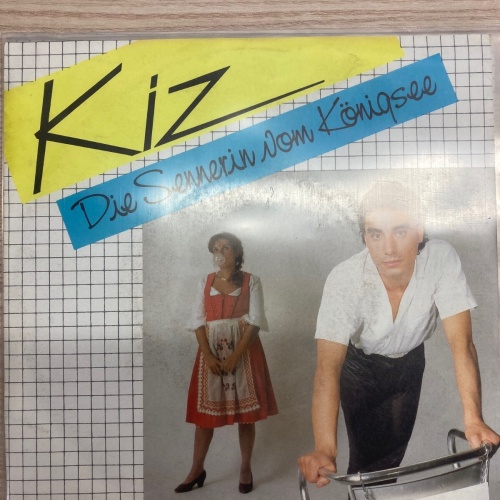 Kiz
Die Sennerin vom Königsee